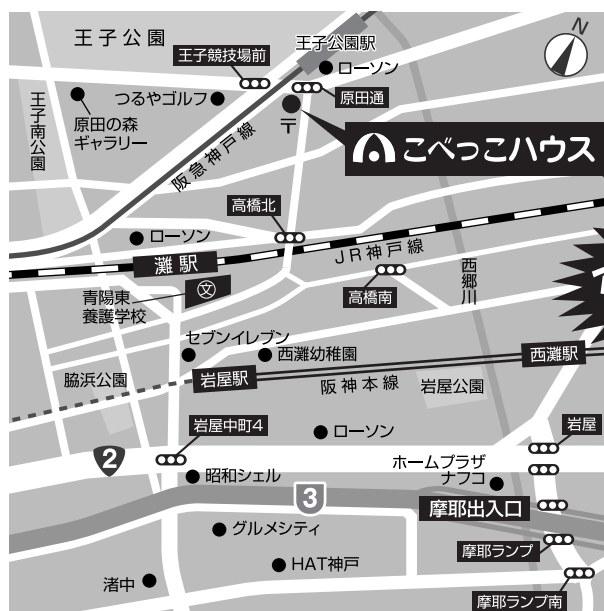 王子公園
王子競技場前
王子公園駅
N
ローソン
つるやゴルフ
原田通
原田の森
ギャラリー
王子南公園
阪急神戸線
〒
こべっこハウス
高橋北
ローソン
JR神戸線
灘駅
文
高橋南
西郷川
青陽東
養護学校
セブンイレブン
西灘幼稚園
西灘駅
脇浜公園
岩屋駅
阪神本線
岩屋公園
岩屋中町4
ローソン
岩屋
2
昭和シェル
ホームプラザ
ナフコ
3
摩耶出入口
グルメシティ
摩耶ランプ
HAT神戸
渚中
摩耶ランプ南